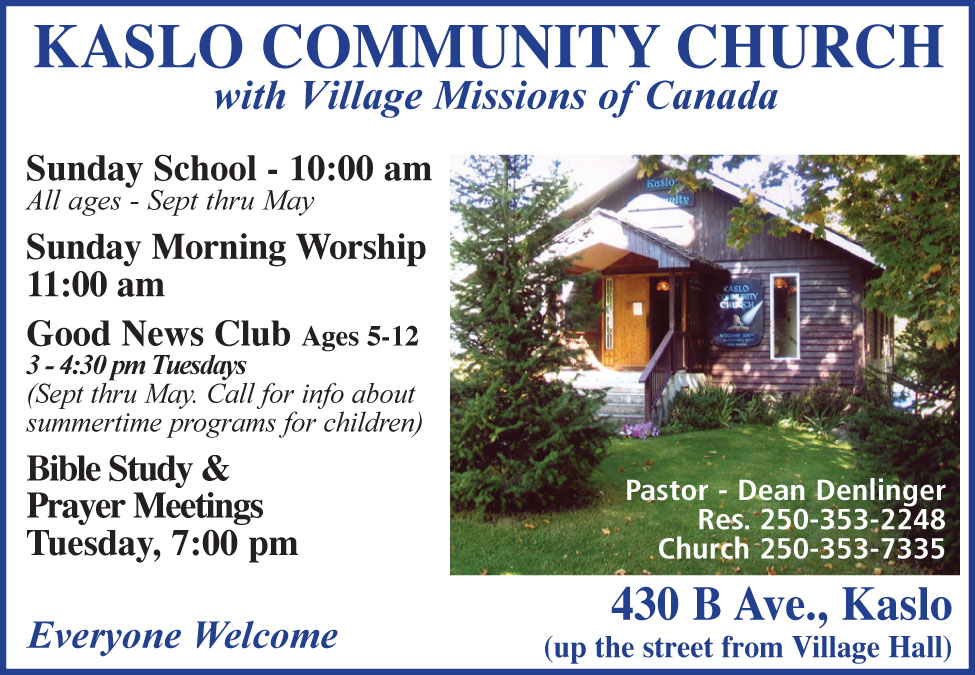 KASLO COMMUNITY CHURCH
with Village Missions of Canada
Sunday School - 10:00 am
All ages - Sept thru May
Sunday Morning Worship
11:00 am
Good News Club Ages 5-12
3 - 4:30 pm Tuesdays
(Sept thru May. Call for info about
summertime programs for children)
Bible Study &
Prayer Meetings
Tuesday, 7:00 pm
Everyone Welcome
Kaslo
KASLO
COMMUNITY
CHURCH
Pastor - Dean Denlinger
Res. 250-353-2248
Church 250-353-7335
430 B Ave., Kaslo
(up the street from Village Hall)